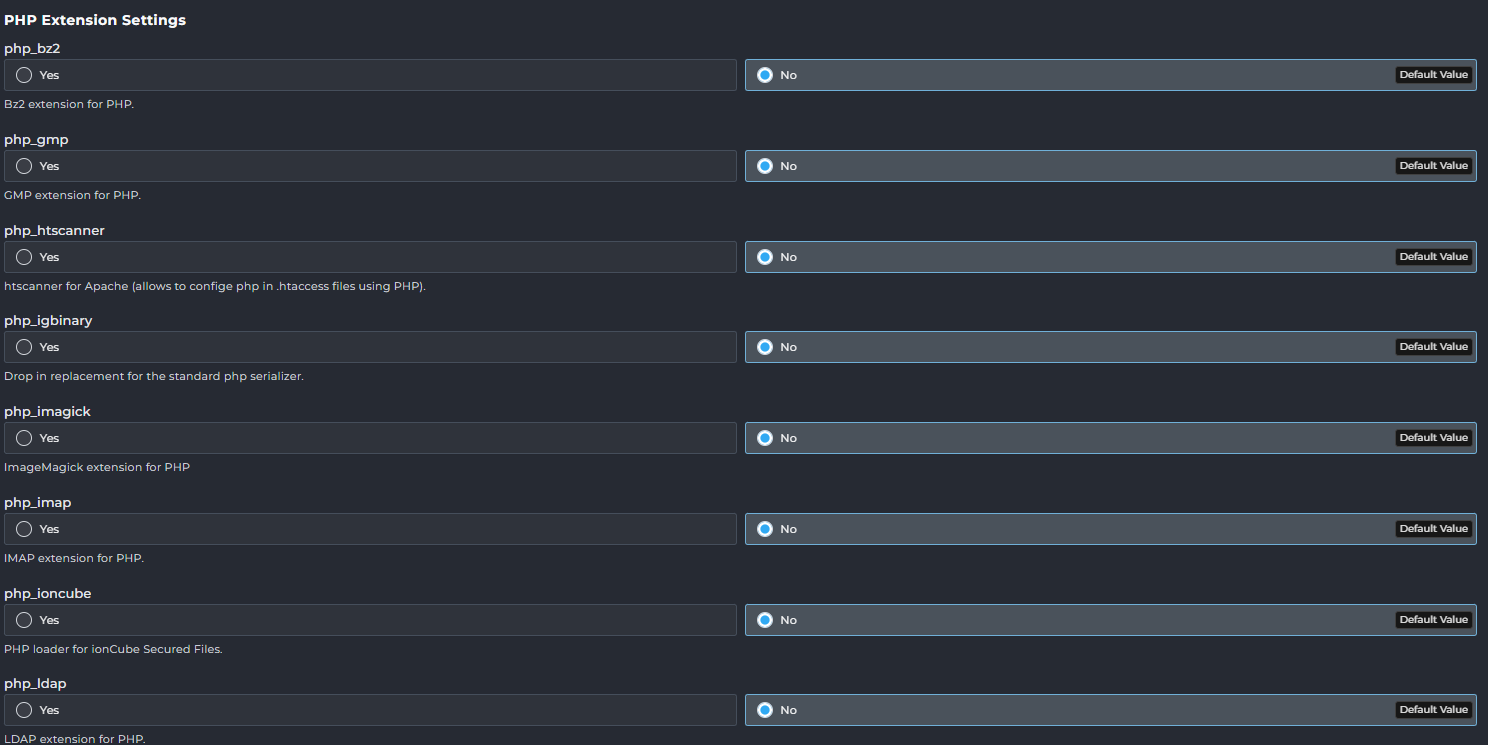 PHP Extension Settings
php_bz2
Yes
No
Default Value
Bz2 extension for PHP.
php_gmp
Yes
No
Default Value
GMP extension for PHP.
php_htscanner
Yes
No
Default Value
htscanner for Apache (allows to confige php in .htaccess files using PHP).
php_igbinary
Yes
No
Default Value
Drop in replacement for the standard php serializer.
php_imagick
Yes
No
Default Value
ImageMagick extension for PHP
php_imap
Yes
No
Default Value
IMAP extension for PHP.
php_ioncube
Yes
No
Default Value
PHP loader for ionCube Secured Files.
php_ldap
Yes
No
Default Value
LDAP extension for PHP.